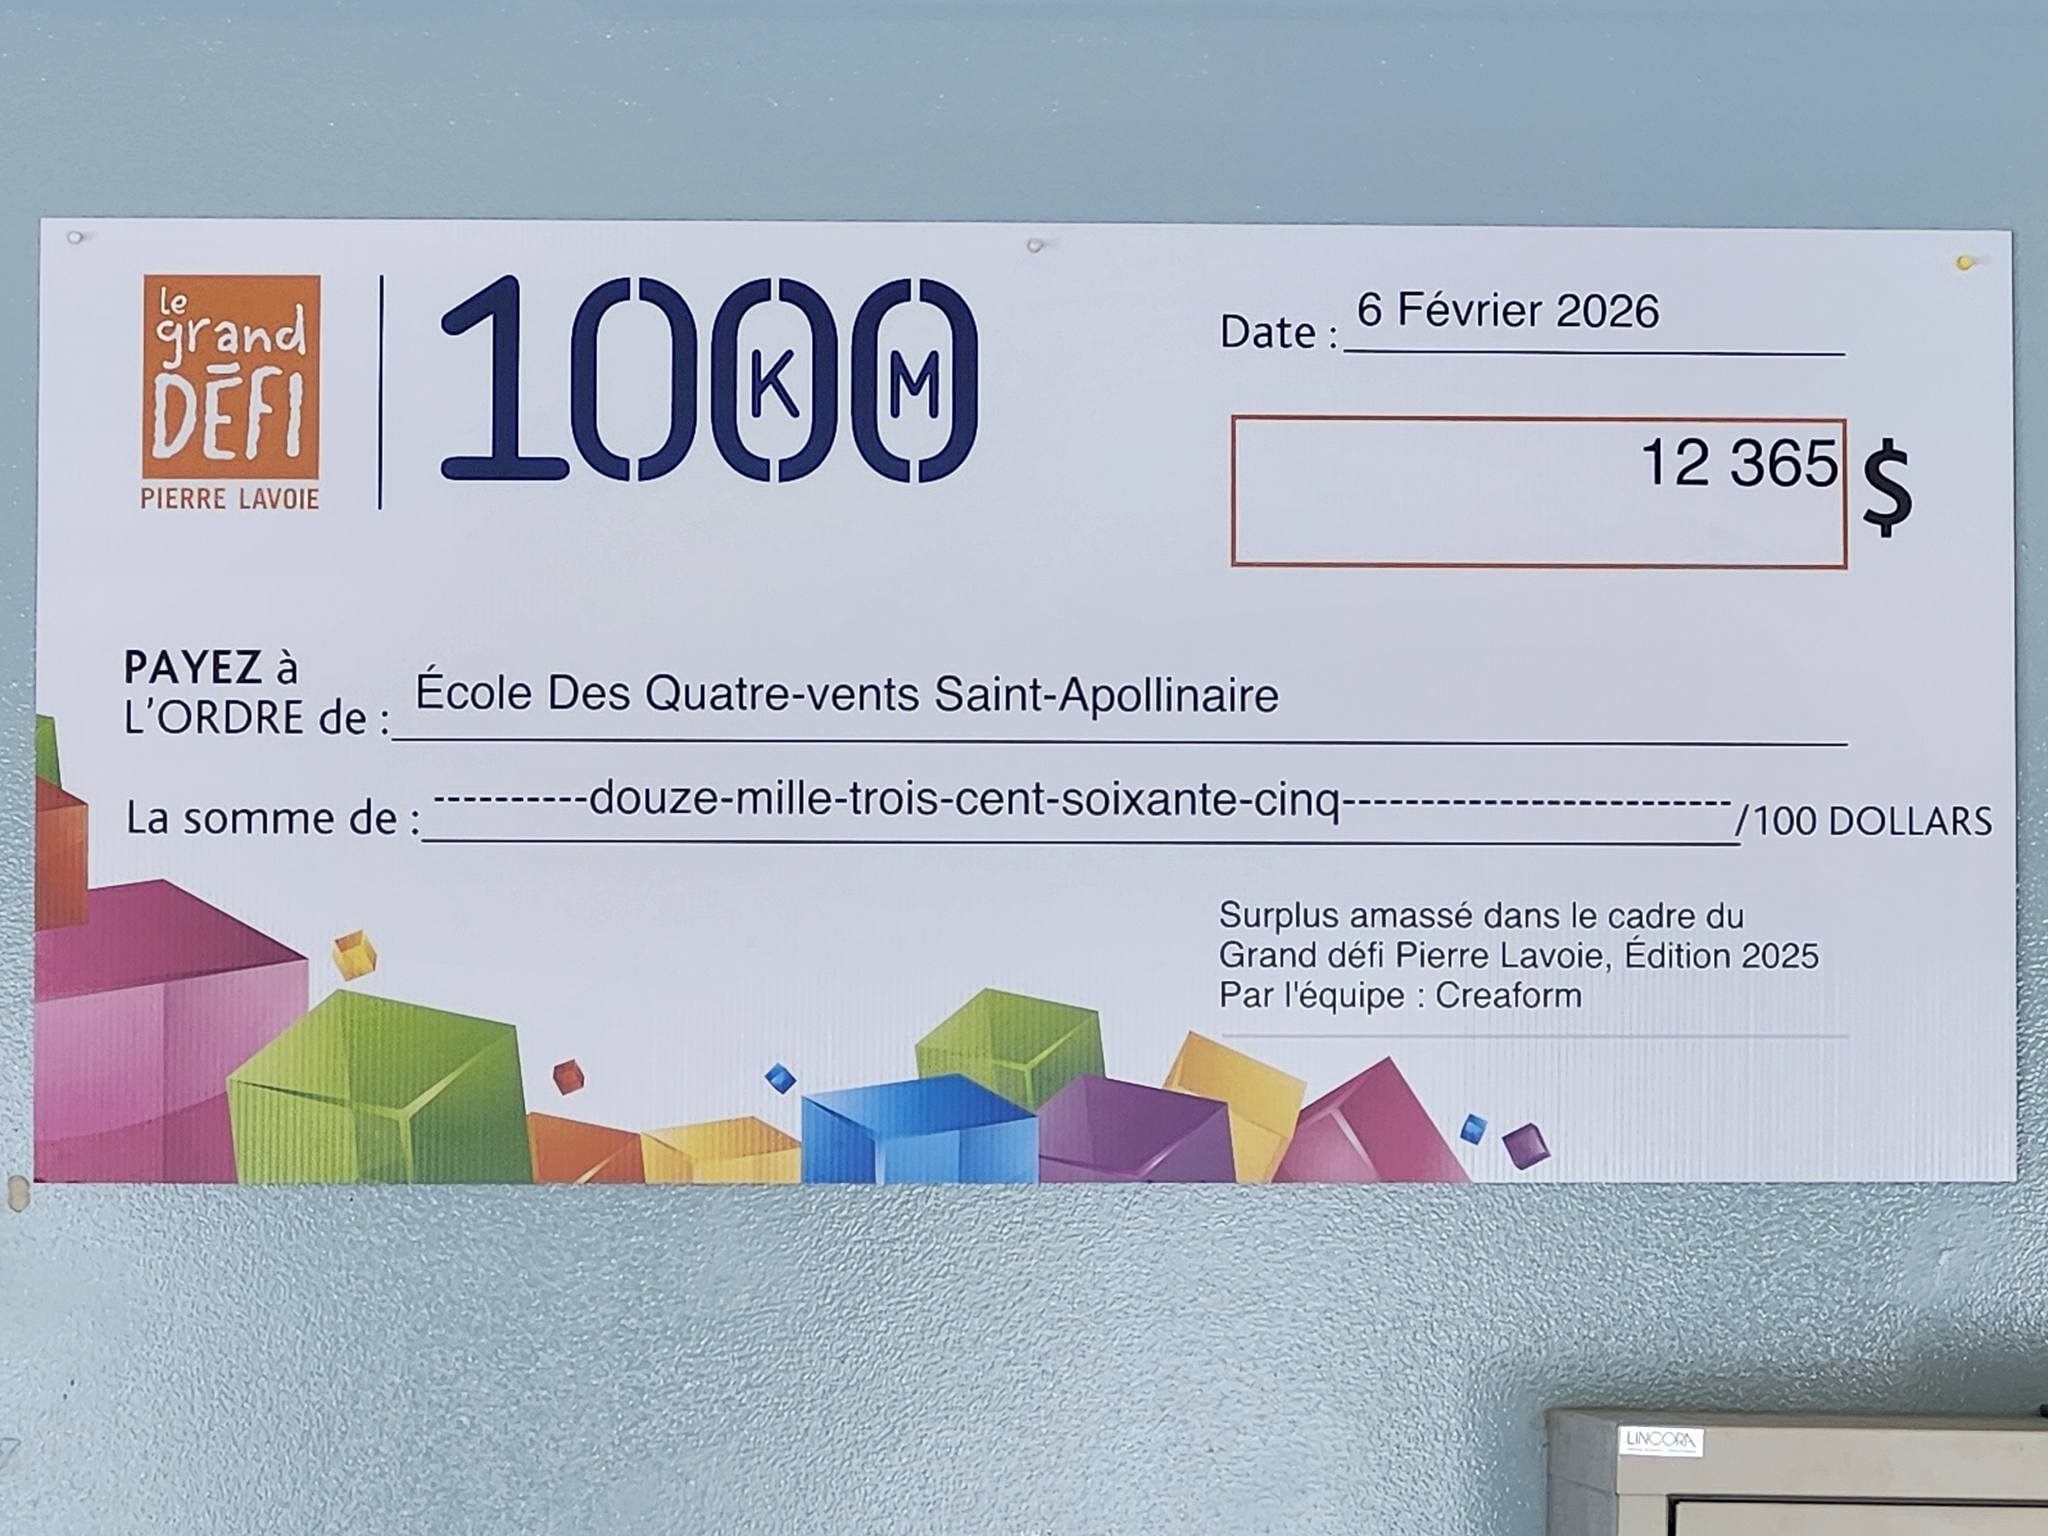 le
grand
DÉFI
PIERRE LAVOIE
1000
KM
Date : 6 Février 2026
12 365 $
PAYEZ à
L'ORDRE de : École Des Quatre-vents Saint-Apollinaire
La somme de : ----------douze-mille-trois-cent-soixante-cinq------------------------- /100 DOLLARS
Surplus amassé dans le cadre du
Grand défi Pierre Lavoie, Édition 2025
Par l'équipe : Creaform
LINCORA